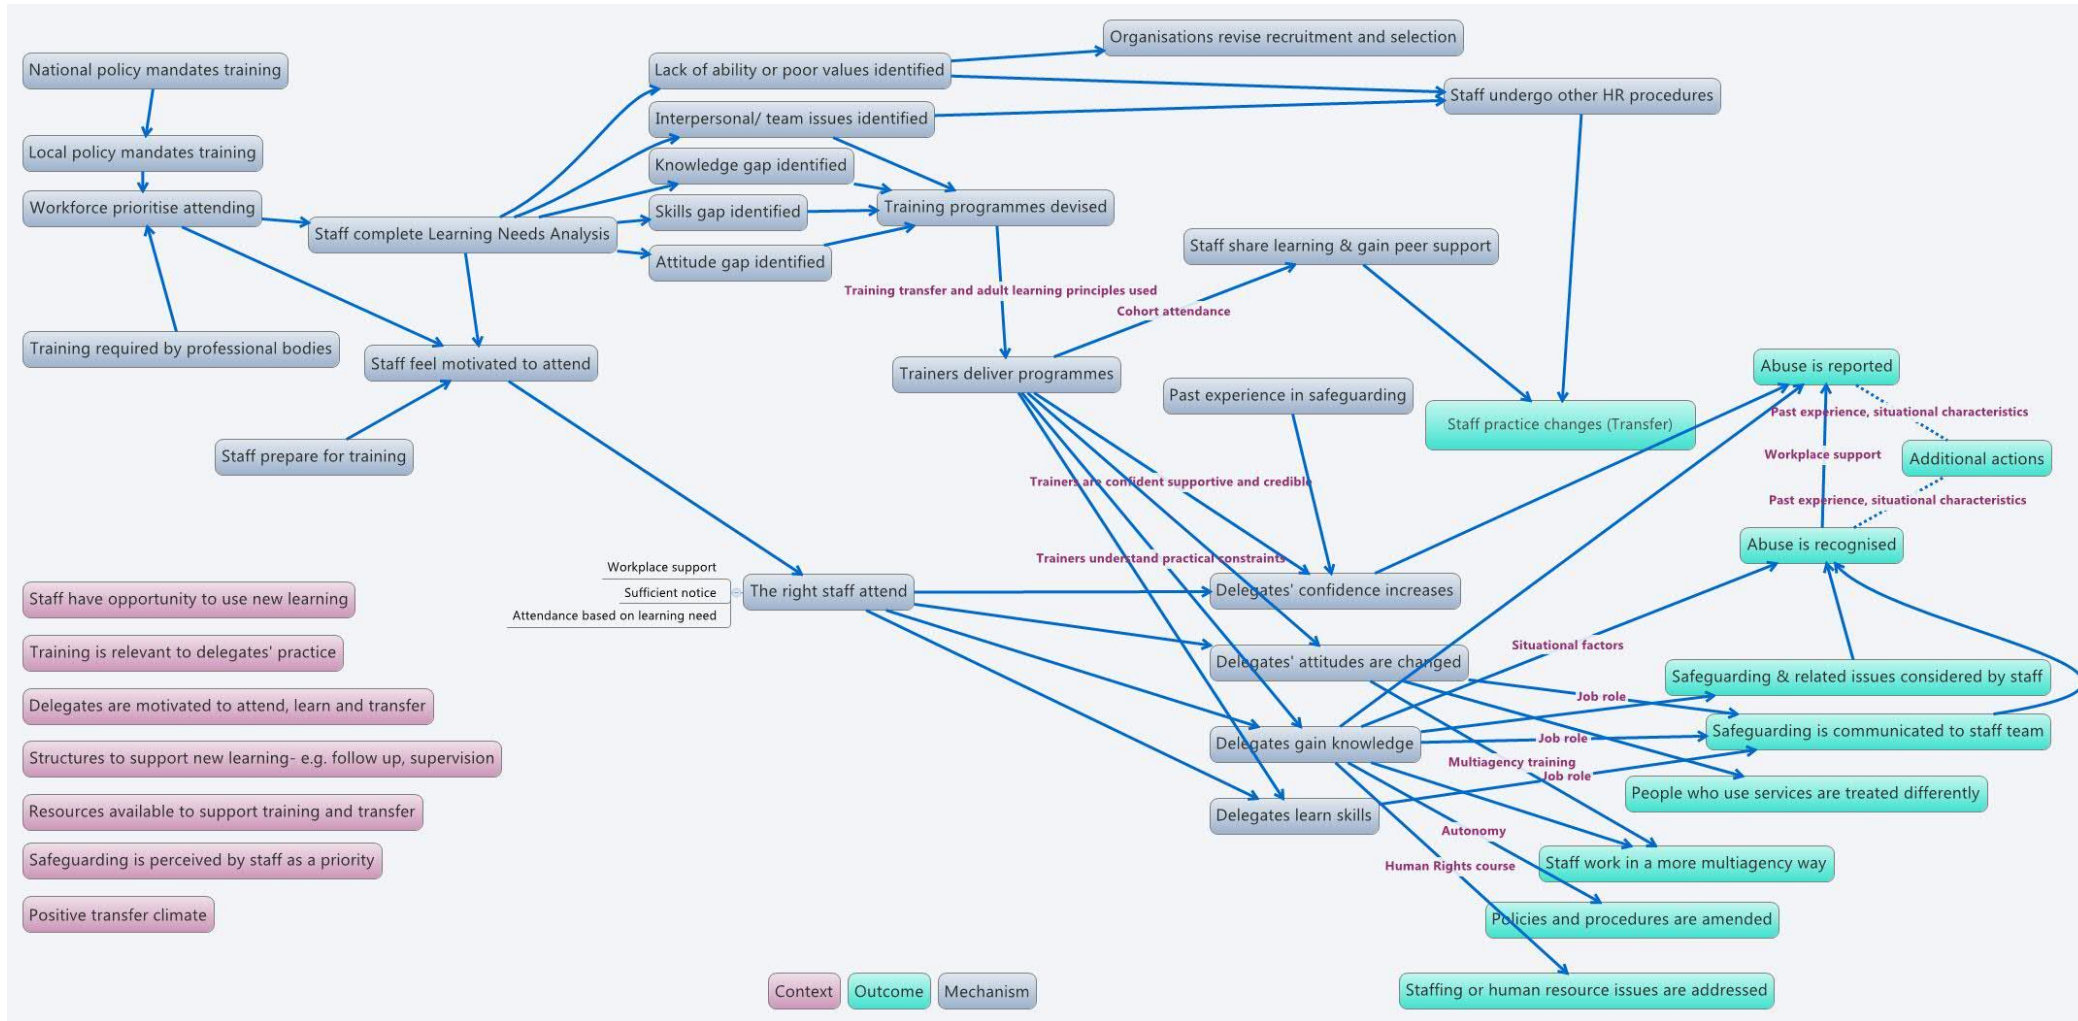 Organisations revise recruitment and selection
National policy mandates training
Lack of ability or poor values identified
Staff undergo other HR procedures
Interpersonal/ team issues identified
Local policy mandates training
Knowledge gap identified
Workforce prioritise attending
Skills gap identified
Training programmes devised
Staff complete Learning Needs Analysis
Staff share learning & gain peer support
Attitude gap identified
Training transfer and adult learning principles used
Cohort attendance
Training required by professional bodies
Staff feel motivated to attend
Trainers deliver programmes
Abuse is reported
Past experience in safeguarding
Past experience, situational characteristics
Staff practice changes (Transfer)
Staff prepare for training
Workplace support
Additional actions
Trainers are confident supportive and credible
Past experience, situational characteristics
Abuse is recognised
Trainers understand practical constraints
Workplace support
Sufficient notice
Attendance based on learning need
The right staff attend
Delegates' confidence increases
Staff have opportunity to use new learning
Situational factors
Training is relevant to delegates' practice
Delegates' attitudes are changed
Safeguarding & related issues considered by staff
Job role
Delegates are motivated to attend, learn and transfer
Safeguarding is communicated to staff team
Delegates gain knowledge
Job role
Structures to support new learning- e.g. follow up, supervision
Multiagency training
Job role
People who use services are treated differently
Resources available to support training and transfer
Delegates learn skills
Autonomy
Safeguarding is perceived by staff as a priority
Human Rights course
Staff work in a more multiagency way
Positive transfer climate
Policies and procedures are amended
Context
Outcome
Mechanism
Staffing or human resource issues are addressed